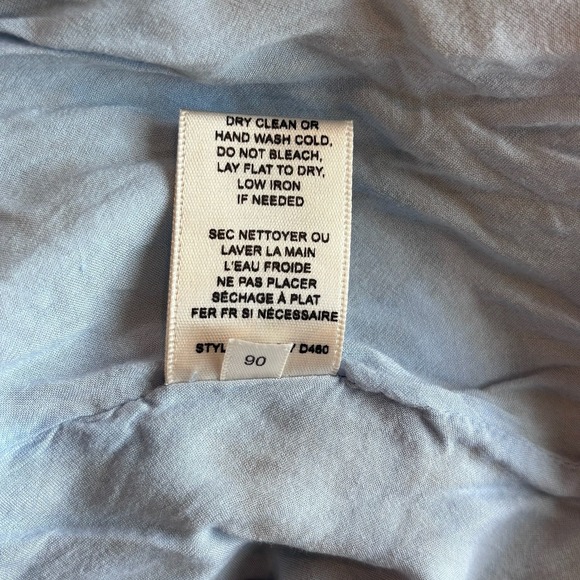 DRY CLEAN OR
HAND WASH COLD,
DO NOT BLEACH,
LAY FLAT TO DRY,
LOW IRON
IF NEEDED
SEC NETTOYER OU
LAVER LA MAIN
L'EAU FROIDE
NE PAS PLACER
SÉCHAGE À PLAT
FER FR SI NÉCESSAIRE
STYL / D460
90